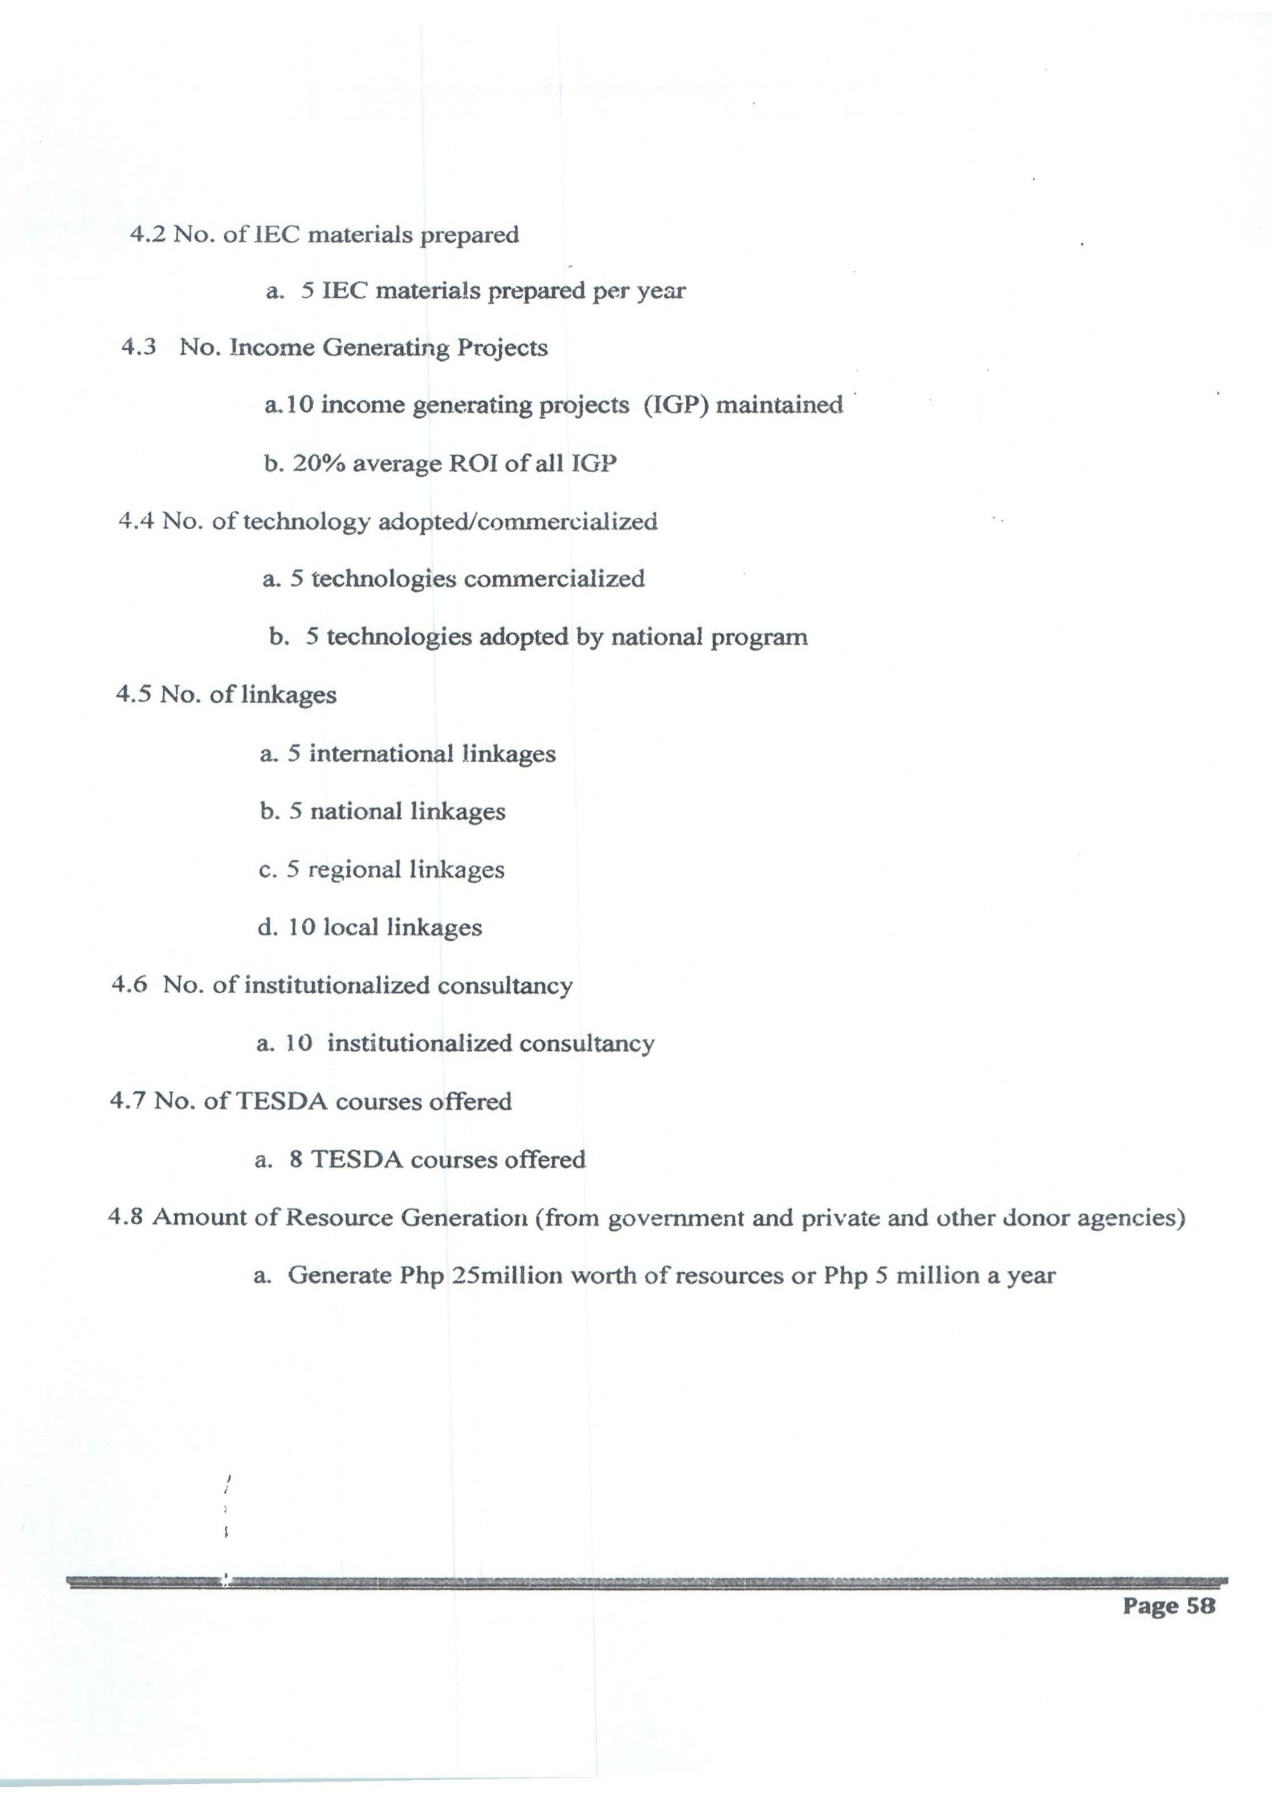 4.2 No. of IEC materials prepared
a. 5 IEC materials prepared per year
4.3 No. Income Generating Projects
a.10 income generating projects (IGP) maintained
b. 20% average ROI of all IGP
4.4 No. of technology adopted/commercialized
a. 5 technologies commercialized
b. 5 technologies adopted by national program
4.5 No. of linkages
a. 5 international linkages
b. 5 national linkages
c. 5 regional linkages
d. 10 local linkages
4.6 No. of institutionalized consultancy
a. 10 institutionalized consultancy
4.7 No. of TESDA courses offered
a. 8 TESDA courses offered
4.8 Amount of Resource Generation (from government and private and other donor agencies)
a. Generate Php 25million worth of resources or Php 5 million a year
Page 58